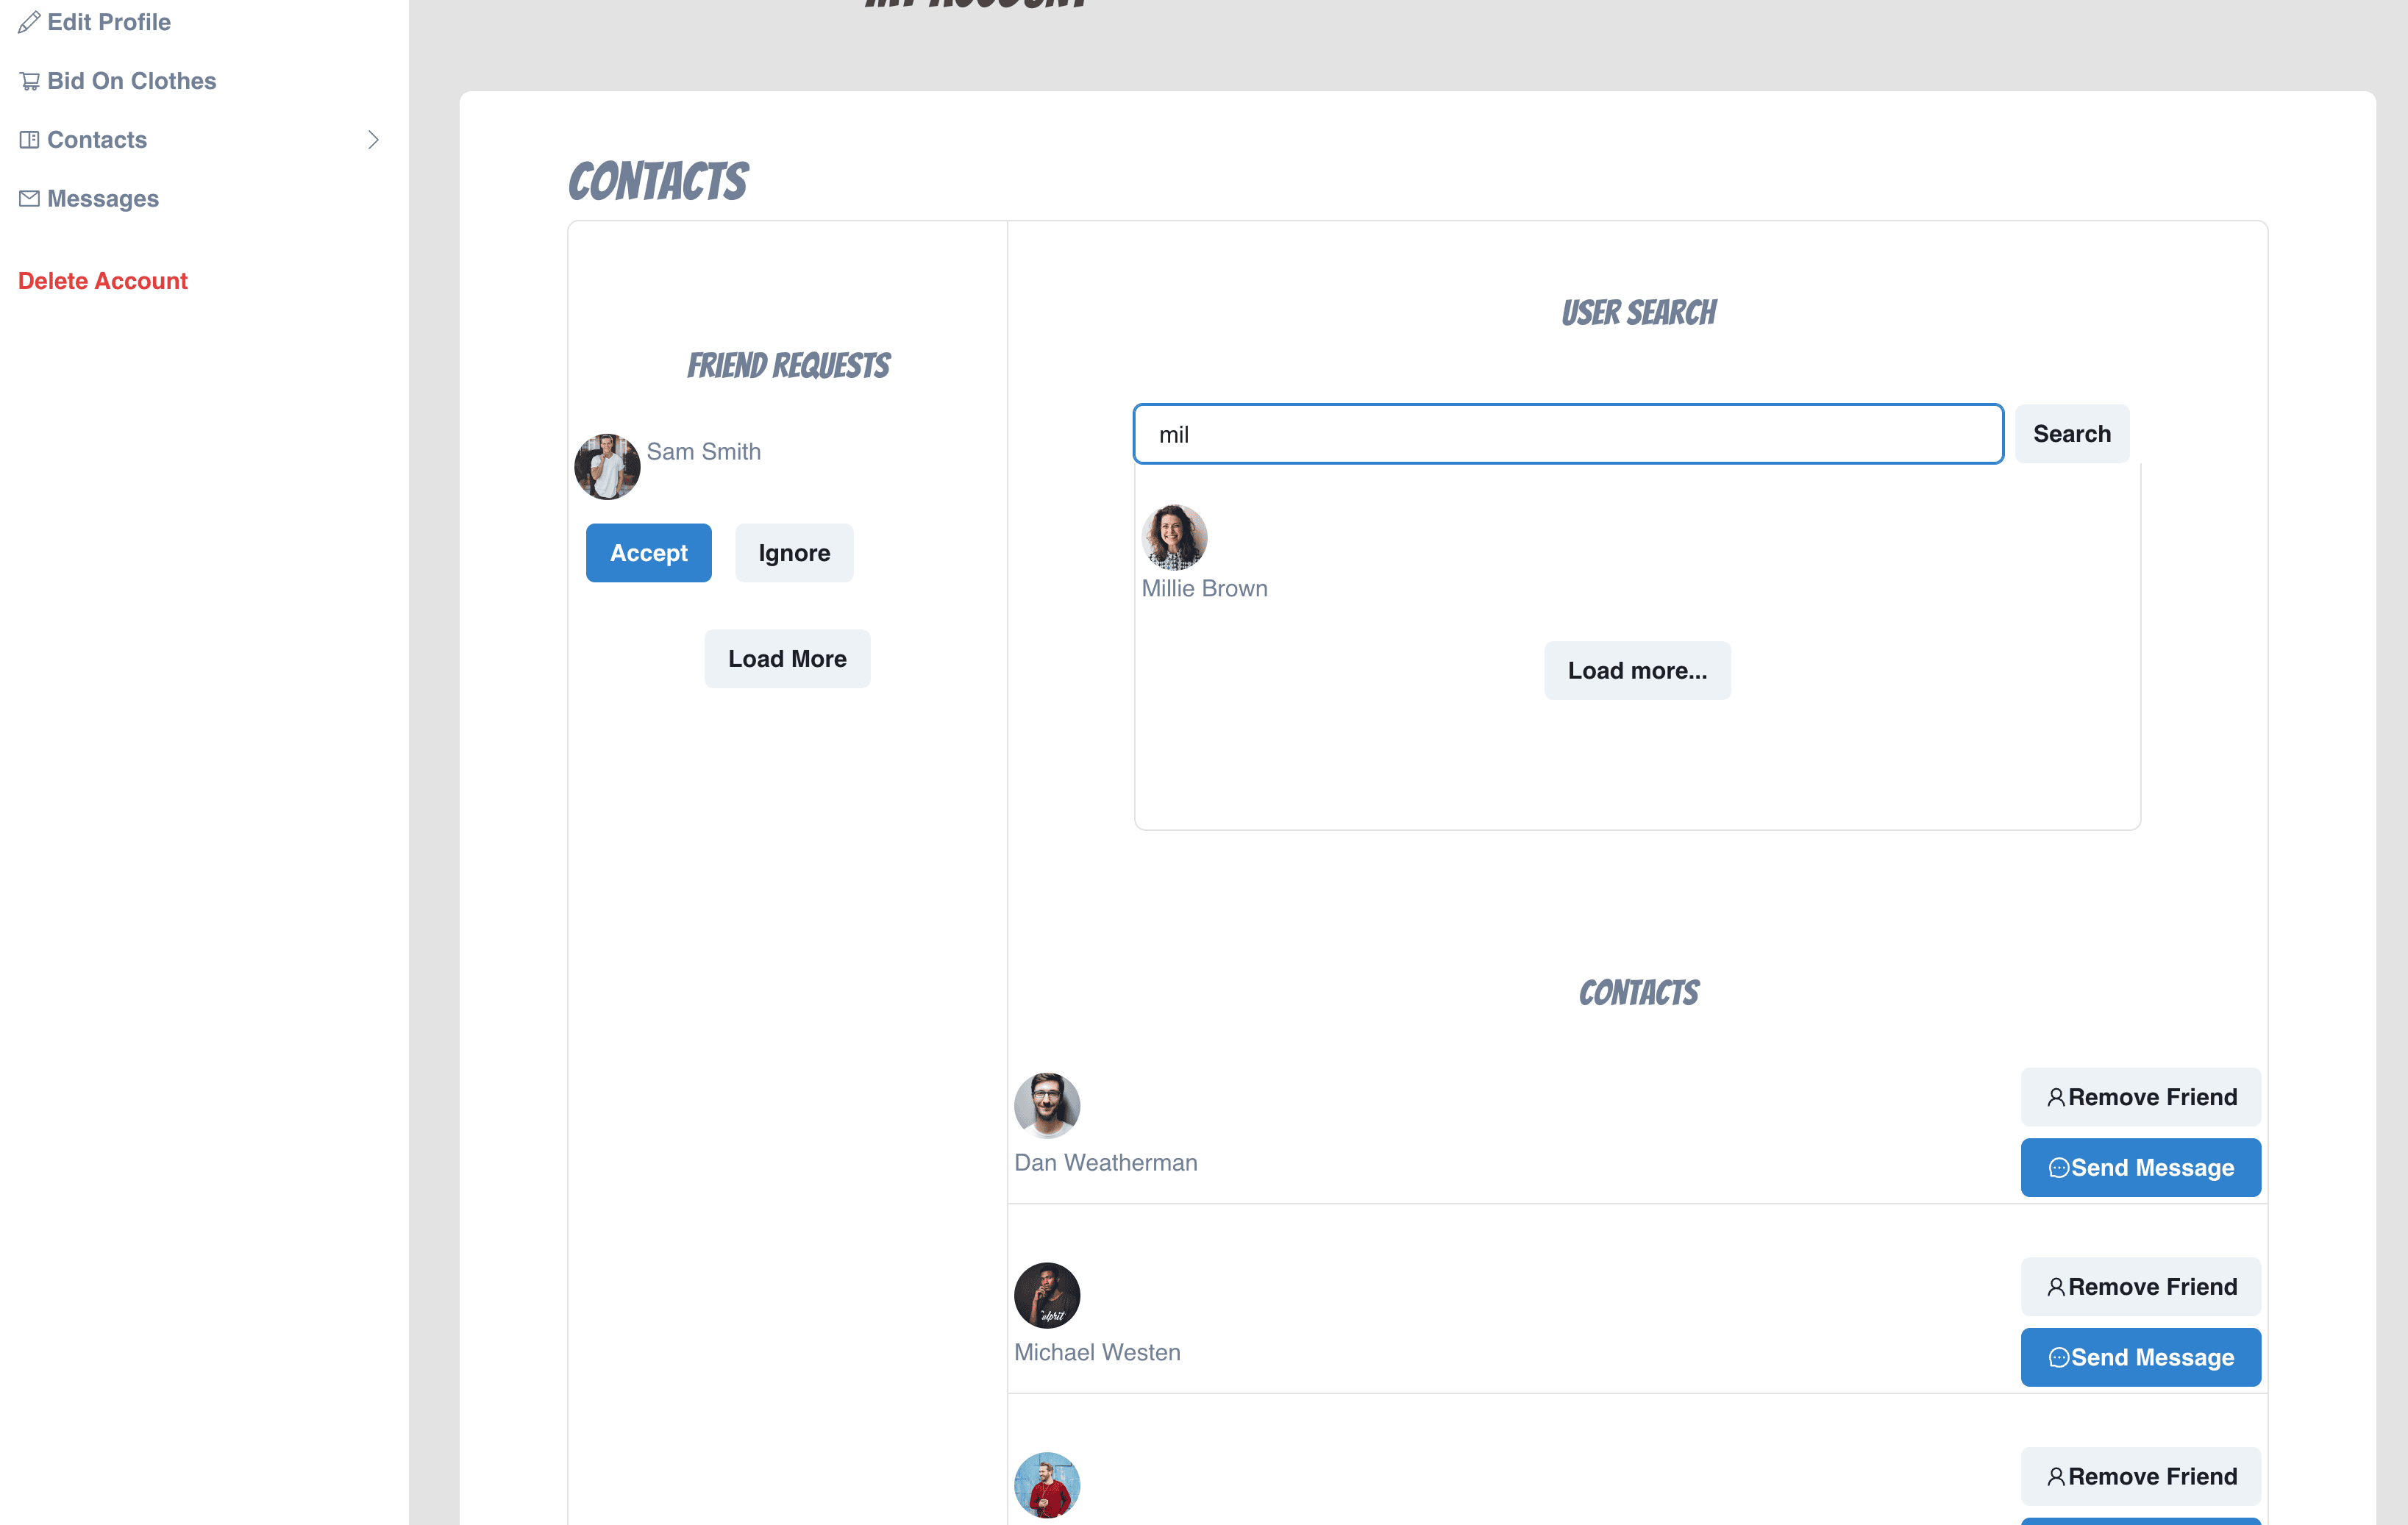 MY ACCOUNT
Edit Profile
Bid On Clothes
Contacts
Messages
Delete Account
CONTACTS
FRIEND REQUESTS
Sam Smith
Accept
Ignore
Load More
USER SEARCH
mil
Search
Millie Brown
Load more...
CONTACTS
Dan Weatherman
Remove Friend
Send Message
Michael Westen
Remove Friend
Send Message
Remove Friend